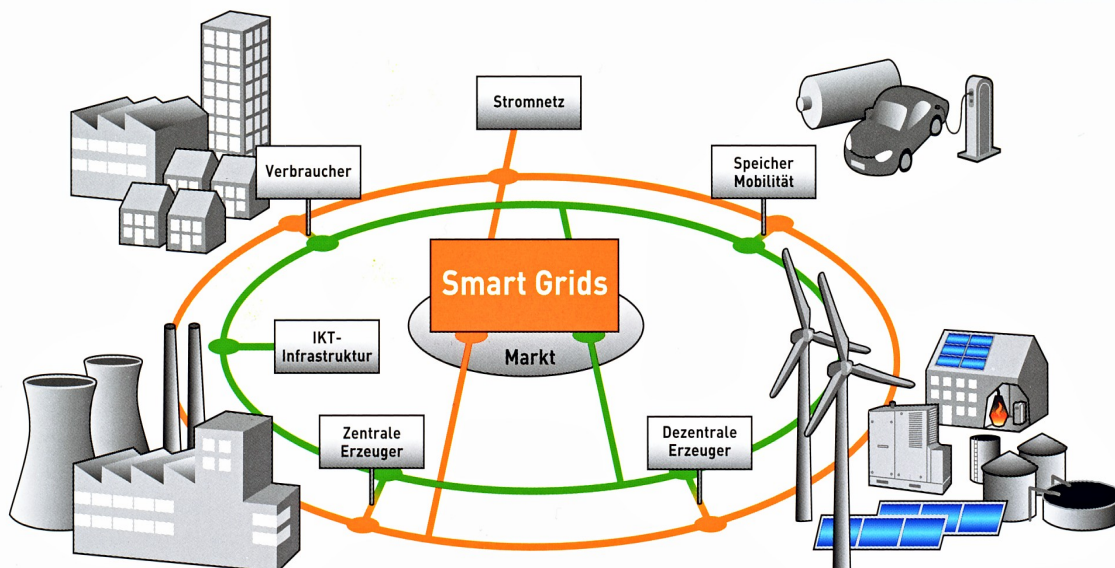 Stromnetz
Verbraucher
Speicher
Mobilität
Smart Grids
IKT-
Infrastruktur
Markt
Zentrale
Erzeuger
Dezentrale
Erzeuger